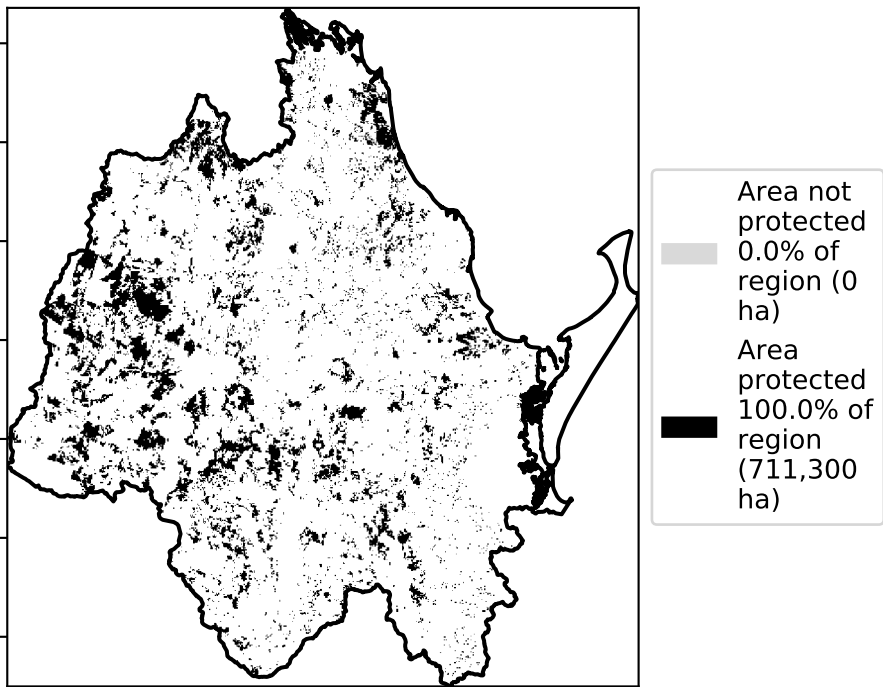 Area not
protected
0.0% of
region (0
ha)
Area
protected
100.0% of
region
(711,300
ha)